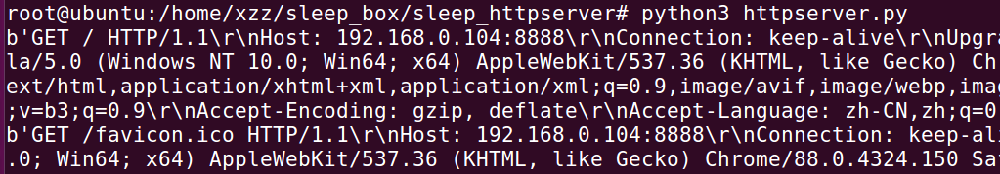 root@ubuntu:/home/xzz/sleep_box/sleep_httpserver# python3 httpserver.py
b'GET / HTTP/1.1\r\nHost: 192.168.0.104:8888\r\nConnection: keep-alive\r\nUpgra
la/5.0 (Windows NT 10.0; Win64; x64) AppleWebKit/537.36 (KHTML, like Gecko) Ch
ext/html,application/xhtml+xml,application/xml;q=0.9,image/avif,image/webp,imag
;v=b3;q=0.9\r\nAccept-Encoding: gzip, deflate\r\nAccept-Language: zh-CN,zh;q=0
b'GET /favicon.ico HTTP/1.1\r\nHost: 192.168.0.104:8888\r\nConnection: keep-al
.0; Win64; x64) AppleWebKit/537.36 (KHTML, like Gecko) Chrome/88.0.4324.150 Sa